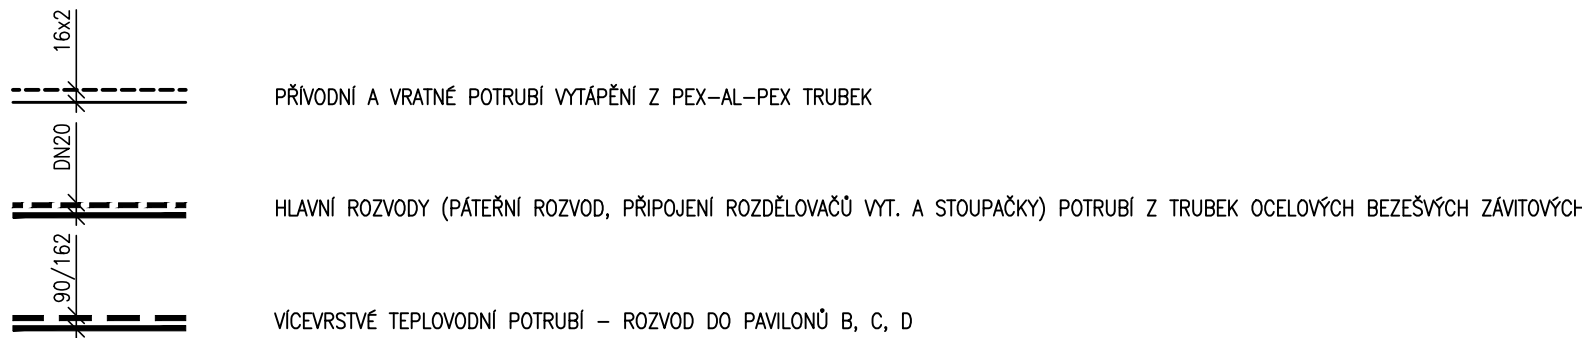 16x2
PŘÍVODNÍ A VRATNÉ POTRUBÍ VYTÁPĚNÍ Z PEX-AL-PEX TRUBEK
DN20
HLAVNÍ ROZVODY (PÁTEŘNÍ ROZVOD, PŘIPOJENÍ ROZDĚLOVAČŮ VYT. A STOUPAČKY) POTRUBÍ Z TRUBEK OCELOVÝCH BEZEŠVÝCH ZÁVITOVÝCH
90/162
VÍCEVRSTVÉ TEPLOVODNÍ POTRUBÍ - ROZVOD DO PAVILONŮ B, C, D